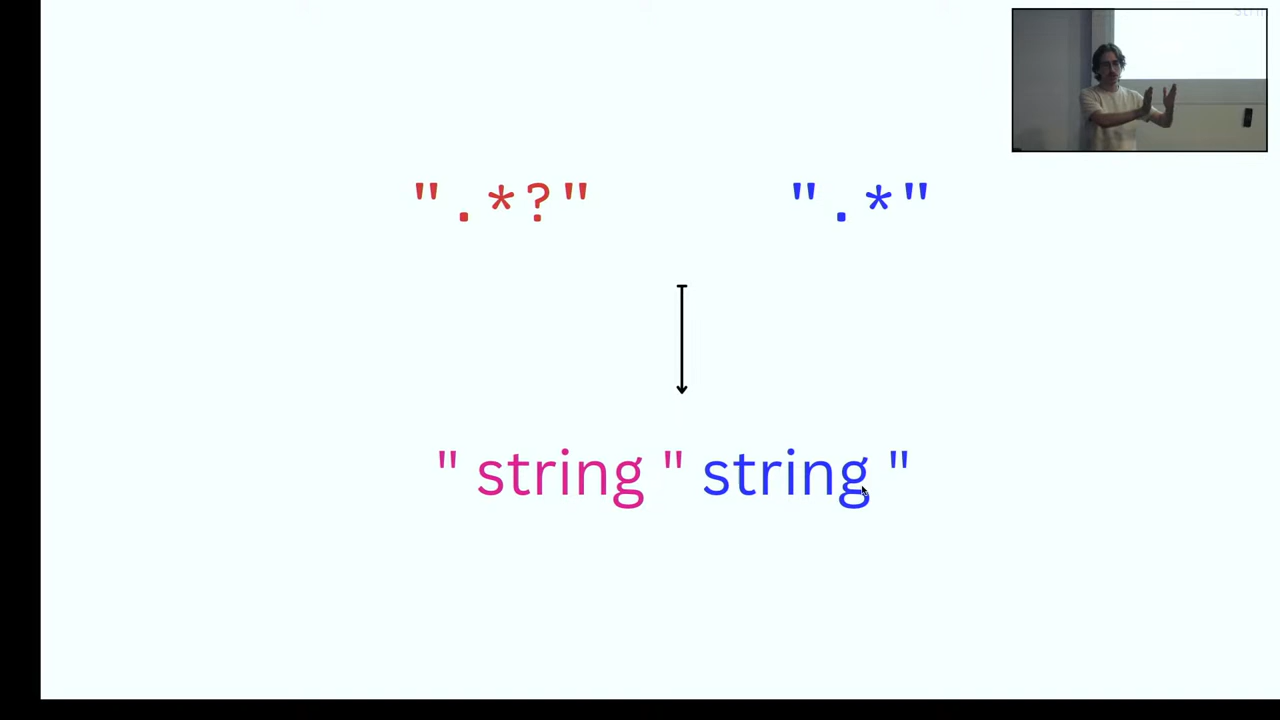 ".*?" ".*"
" string " string "